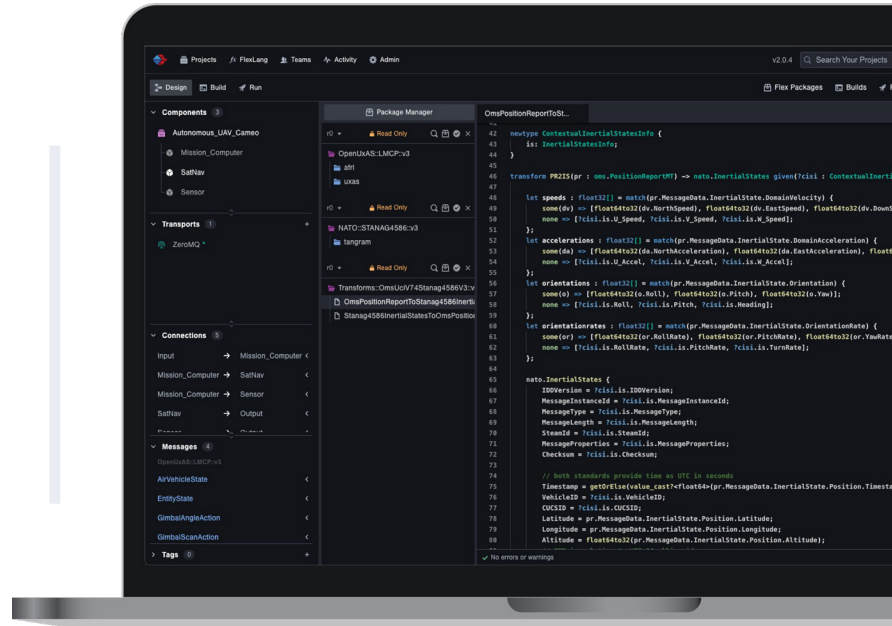 Projects fx FlexLang Teams Activity Admin v2.0.4 Search Your Projects
Design Build Run Flex Packages Builds
Components 3
Autonomous_UAV_Cameo
Mission_Computer
SatNav
Sensor
Transports 1 +
ZeroMQ *
Connections 5
Input → Mission_Computer
Mission_Computer → SatNav
Mission_Computer → Sensor
SatNav → Output
Messages 4
OpenUxAS::LMCP::v3
AirVehicleState
EntityState
GimbalAngleAction
GimbalScanAction
Tags 0 +
Package Manager
r0 Read Only
OpenUxAS::LMCP::v3
afrl
uxas
r0 Read Only
NATO::STANAG4586::v3
tangram
r0 Read Only
Transforms::OmsUciV745tanag4586V3::v
OmsPositionReportToStanag4586Inerti
Stanag4586InertialStatesToOmsPosition
OmsPositionReportToSt...
42 newtype ContextualInertialStatesInfo {
43 is: InertialStatesInfo;
44 }
45
46 transform PR2IS(pr : oms.PositionReportMT) -> nato.InertialStates given(?cisi : ContextualInerti
47
48 let speeds : float32[] = match(pr.MessageData.InertialState.DomainVelocity) {
49 some(dv) => [float64to32(dv.NorthSpeed), float64to32(dv.EastSpeed), float64to32(dv.DownS
50 none => [?cisi.is.U_Speed, ?cisi.is.V_Speed, ?cisi.is.W_Speed];
51 };
52 let accelerations : float32[] = match(pr.MessageData.InertialState.DomainAcceleration) {
53 some(da) => [float64to32(da.NorthAcceleration), float64to32(da.EastAcceleration), float6
54 none => [?cisi.is.U_Accel, ?cisi.is.V_Accel, ?cisi.is.W_Accel];
55 };
56 let orientations : float32[] = match(pr.MessageData.InertialState.Orientation) {
57 some(o) => [float64to32(o.Roll), float64to32(o.Pitch), float64to32(o.Yaw)];
58 none => [?cisi.is.Roll, ?cisi.is.Pitch, ?cisi.is.Heading];
59 };
60 let orientationrates : float32[] = match(pr.MessageData.InertialState.OrientationRate) {
61 some(or) => [float64to32(or.RollRate), float64to32(or.PitchRate), float64to32(or.YawRate
62 none => [?cisi.is.RollRate, ?cisi.is.PitchRate, ?cisi.is.TurnRate];
63 };
64
65 nato.InertialStates {
66 IDDVersion = ?cisi.is.IDDVersion;
67 MessageInstanceId = ?cisi.is.MessageInstanceId;
68 MessageType = ?cisi.is.MessageType;
69 MessageLength = ?cisi.is.MessageLength;
70 SteamId = ?cisi.is.SteamId;
71 MessageProperties = ?cisi.is.MessageProperties;
72 Checksum = ?cisi.is.Checksum;
73
74 // both standards provide time as UTC in seconds
75 Timestamp = getOrElse(value_cast?<float64>(pr.MessageData.InertialState.Position.Timesta
76 VehicleID = ?cisi.is.VehicleID;
77 CUCSID = ?cisi.is.CUCSID;
78 Latitude = pr.MessageData.InertialState.Position.Latitude;
79 Longitude = pr.MessageData.InertialState.Position.Longitude;
80 Altitude = float64to32(pr.MessageData.InertialState.Position.Altitude);
No errors or warnings